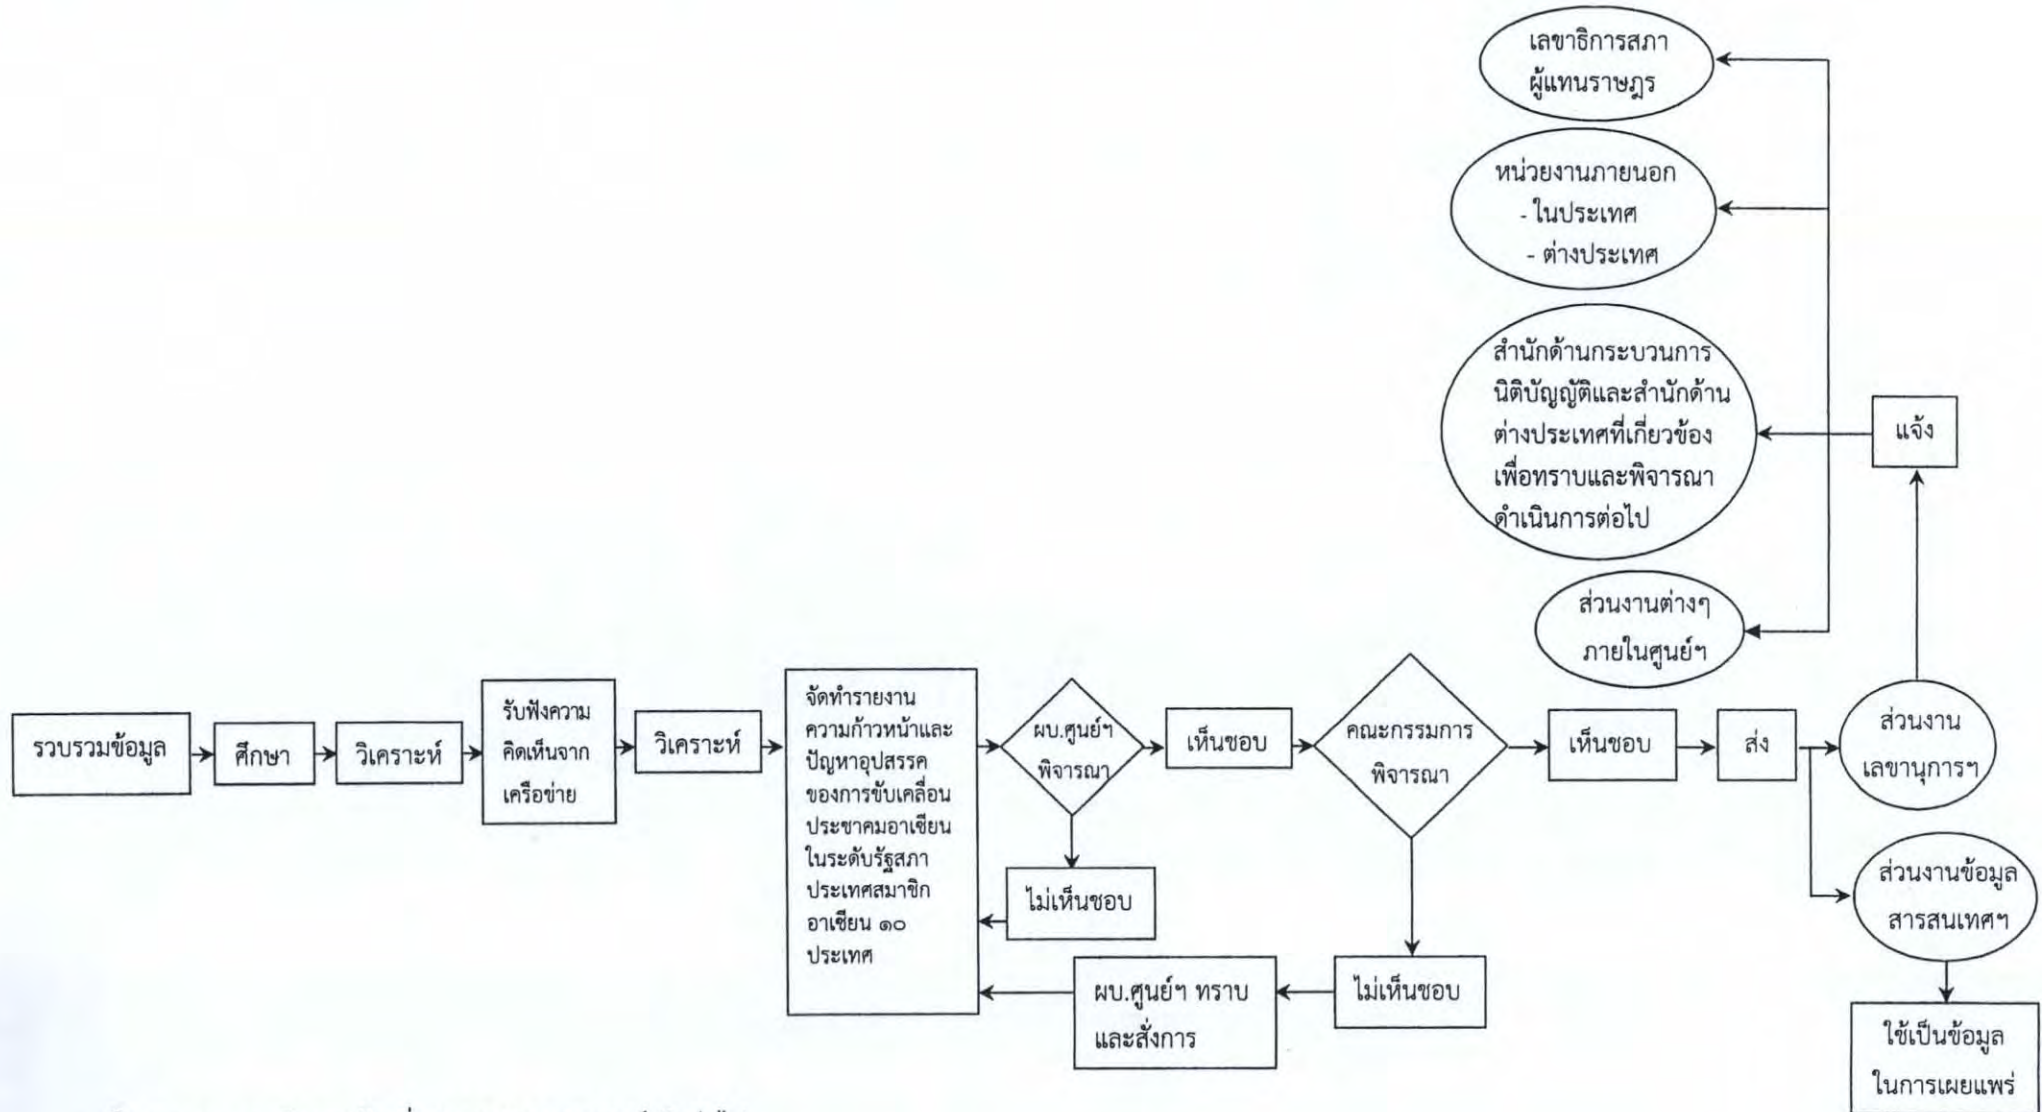 เลขาธิการสภา
ผู้แทนราษฎร
หน่วยงานภายนอก
- ในประเทศ
- ต่างประเทศ
สำนักด้านกระบวนการ
นิติบัญญัติและสำนักด้าน
ต่างประเทศที่เกี่ยวข้อง
เพื่อทราบและพิจารณา
ดำเนินการต่อไป
แจ้ง
ส่วนงานต่างๆ
ภายในศูนย์ฯ
รวบรวมข้อมูล
ศึกษา
วิเคราะห์
รับฟังความ
คิดเห็นจาก
เครือข่าย
วิเคราะห์
จัดทำรายงาน
ความก้าวหน้าและ
ปัญหาอุปสรรค
ของการขับเคลื่อน
ประชาคมอาเซียน
ในระดับรัฐสภา
ประเทศสมาชิก
อาเซียน ๑๐
ประเทศ
ผบ.ศูนย์ฯ
พิจารณา
เห็นชอบ
คณะกรรมการ
พิจารณา
เห็นชอบ
ส่ง
ส่วนงาน
เลขานุการฯ
ไม่เห็นชอบ
ผบ.ศูนย์ฯ ทราบ
และสั่งการ
ไม่เห็นชอบ
ส่วนงานข้อมูล
สารสนเทศฯ
ใช้เป็นข้อมูล
ในการเผยแพร่